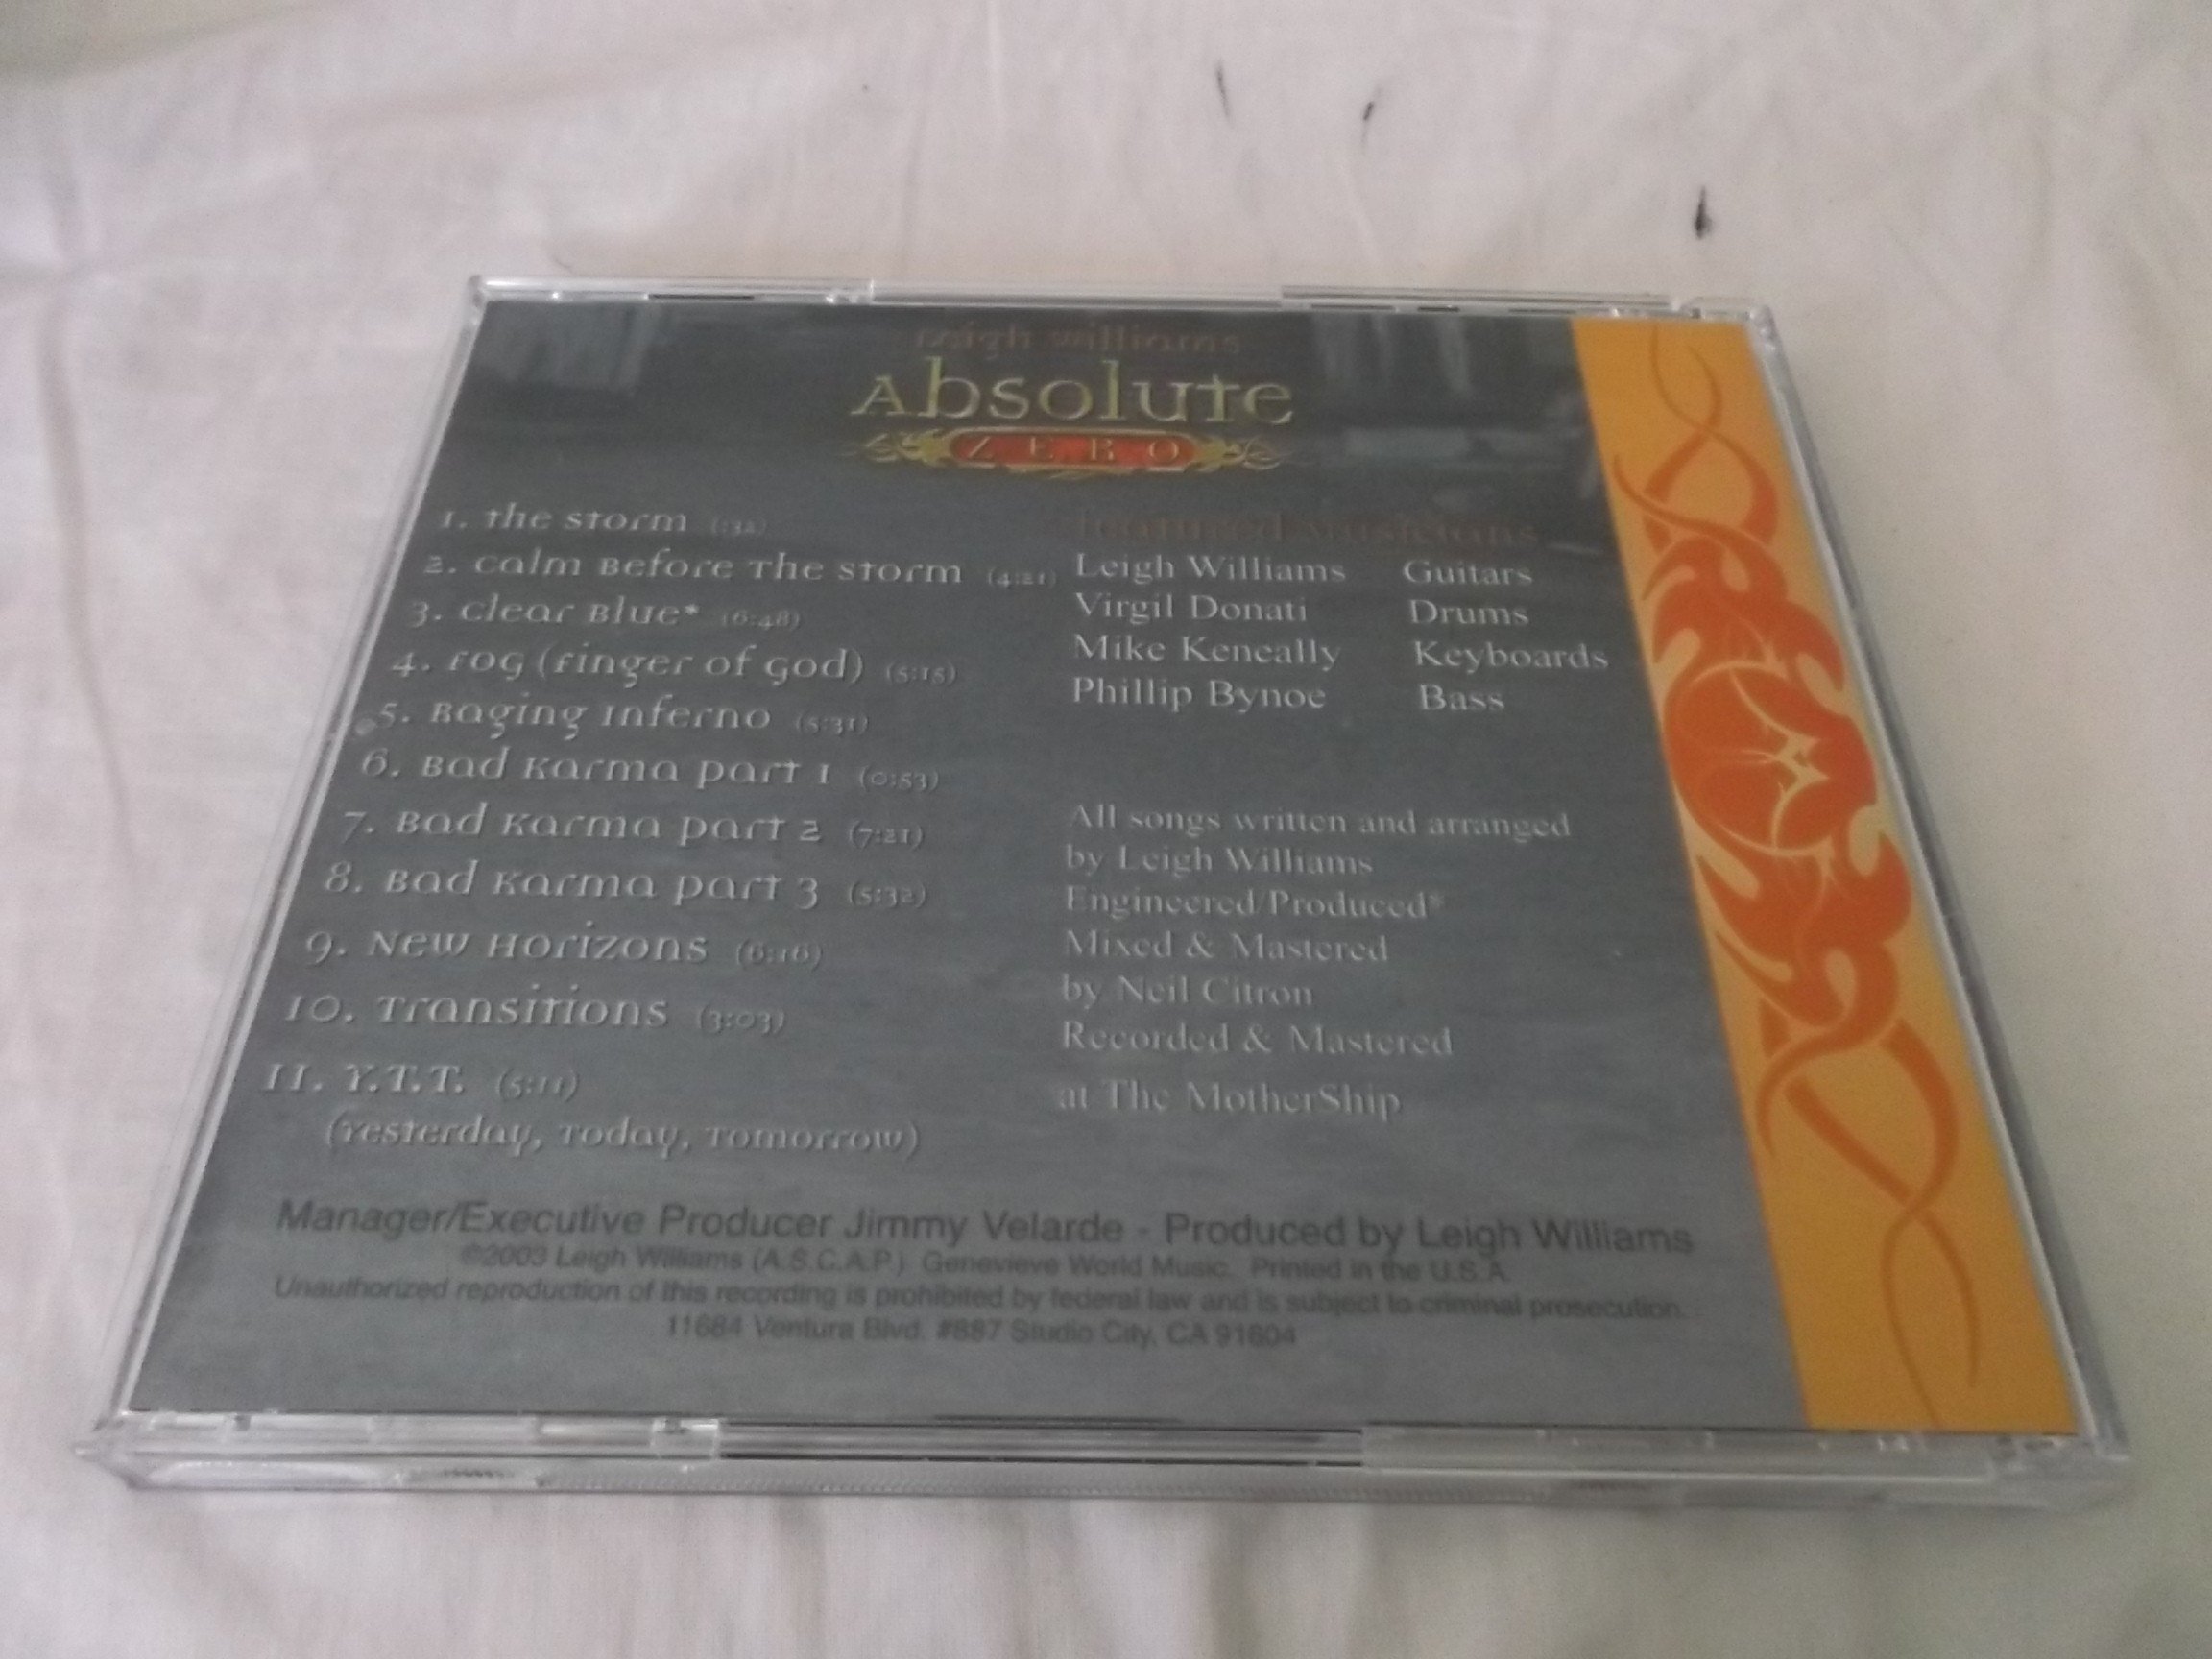 Leigh Williams
Absolute
ZERO
1. The Storm (:32)
2. Calm Before The Storm (4:21)
3. Clear Blue* (6:48)
4. Fog (Finger of God) (5:15)
5. Raging Inferno (5:31)
6. Bad Karma Part 1 (0:53)
7. Bad Karma Part 2 (7:21)
8. Bad Karma Part 3 (5:32)
9. New Horizons (6:16)
10. Transitions (3:03)
11. Y.T.T. (5:11)
(Yesterday, Today, Tomorrow)
Featured Musicians
Leigh Williams Guitars
Virgil Donati Drums
Mike Keneally Keyboards
Phillip Bynoe Bass
All songs written and arranged
by Leigh Williams
Engineered/Produced*
Mixed & Mastered
by Neil Citron
Recorded & Mastered
at The MotherShip
Manager/Executive Producer Jimmy Velarde - Produced by Leigh Williams
©2003 Leigh Williams (A.S.C.A.P.) Genevieve World Music. Printed in the U.S.A.
Unauthorized reproduction of this recording is prohibited by federal law and is subject to criminal prosecution.
11684 Ventura Blvd. #887 Studio City, CA 91604